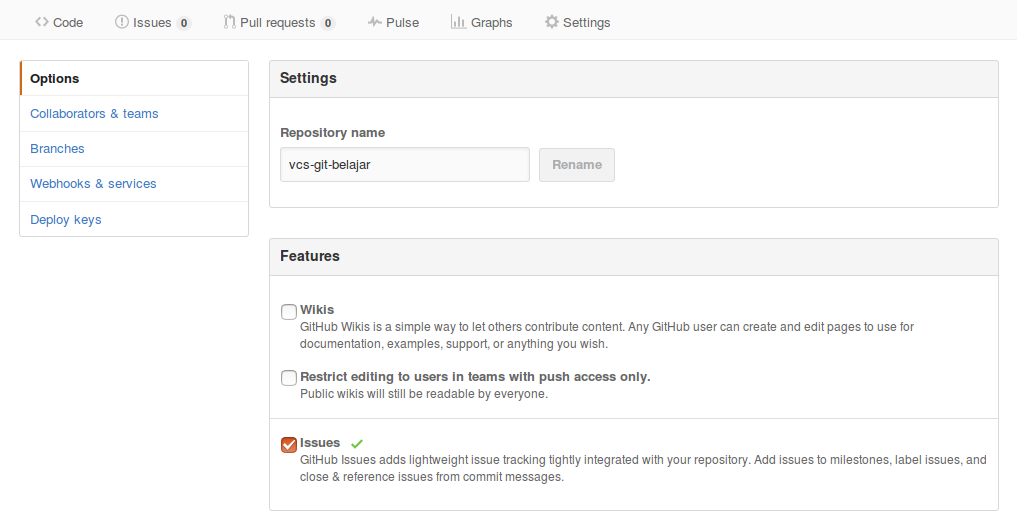 Code Issues 0 Pull requests 0 Pulse Graphs Settings
Options
Collaborators & teams
Branches
Webhooks & services
Deploy keys
Settings
Repository name
vcs-git-belajar Rename
Features
Wikis
GitHub Wikis is a simple way to let others contribute content. Any GitHub user can create and edit pages to use for
documentation, examples, support, or anything you wish.
Restrict editing to users in teams with push access only.
Public wikis will still be readable by everyone.
Issues
GitHub Issues adds lightweight issue tracking tightly integrated with your repository. Add issues to milestones, label issues, and
close & reference issues from commit messages.